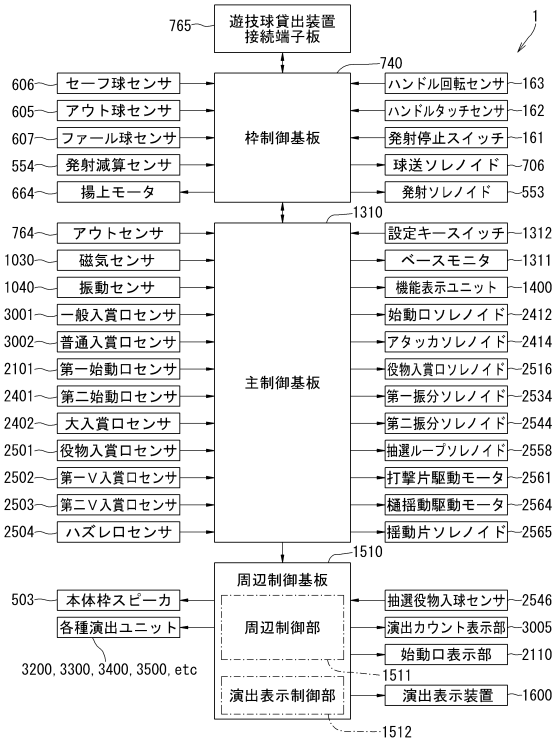 1
765
遊技球貸出装置
接続端子板
740
枠制御基板
606
セーフ球センサ
605
アウト球センサ
607
ファール球センサ
554
発射減算センサ
664
揚上モータ
ハンドル回転センサ
163
ハンドルタッチセンサ
162
発射停止スイッチ
161
球送ソレノイド
706
発射ソレノイド
553
1310
主制御基板
764
アウトセンサ
1030
磁気センサ
1040
振動センサ
3001
一般入賞口センサ
3002
普通入賞口センサ
2101
第一始動口センサ
2401
第二始動口センサ
2402
大入賞口センサ
2501
役物入賞口センサ
2502
第一V入賞口センサ
2503
第二V入賞口センサ
2504
ハズレ口センサ
設定キースイッチ
1312
ベースモニタ
1311
機能表示ユニット
1400
始動口ソレノイド
2412
アタッカソレノイド
2414
役物入賞口ソレノイド
2516
第一振分ソレノイド
2534
第二振分ソレノイド
2544
抽選ループソレノイド
2558
打撃片駆動モータ
2561
樋揺動駆動モータ
2564
揺動片ソレノイド
2565
1510
周辺制御基板
周辺制御部
1511
演出表示制御部
1512
503
本体枠スピーカ
各種演出ユニット
3200, 3300, 3400, 3500, etc
抽選役物入球センサ
2546
演出カウント表示部
3005
始動口表示部
2110
演出表示装置
1600